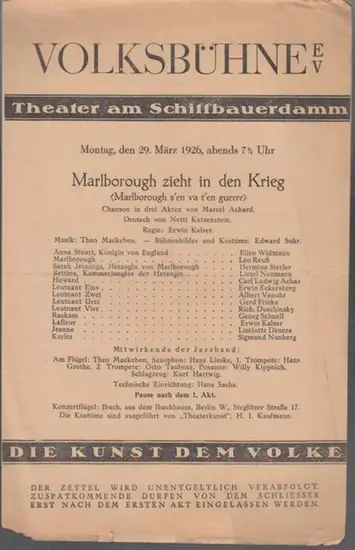 VOLKSBÜHNE E V
Theater am Schiffbauerdamm
Montag, den 29. März 1926, abends 7½ Uhr
Marlborough zieht in den Krieg
(Marlborough s'en va t'en guerre)
Chanson in drei Akten von Marcel Achard.
Deutsch von Netti Katzenstein.
Regie: Erwin Kalser.
Musik: Theo Mackeben. — Bühnenbilder und Kostüme: Edward Suhr.
Anna Stuart, Königin von England Ellen Widmann
Marlborough Leo Reuß
Sarah Jennings, Herzogin von Marlborough Hermine Sterler
Bettina, Kammerjungfer der Herzogin Liesel Neumann
Howard Carl Ludwig Achaz
Leutnant Eins Erwin Eckersberg
Leutnant Zwei Albert Venohr
Leutnant Drei Gerd Fricke
Leutnant Vier Rich. Duschinsky
Rackam Georg Schnell
Lafleur Erwin Kalser
Jeanne Liselotte Denera
Kurier Sigmund Nunberg
Mitwirkende der Jazzband:
Am Flügel: Theo Mackeben, Saxophon: Hans Lieske, 1. Trompete: Hans
Grothe, 2. Trompete: Otto Taubner, Posaune: Willy Kippnich,
Schlagzeug: Kurt Hartwig.
Technische Einrichtung: Hans Sachs.
Pause nach dem 1. Akt.
Konzertflügel: Ibach, aus dem Ibachhause, Berlin W., Steglitzer Straße 17.
Die Kostüme sind ausgeführt von „Theaterkunst", H. I. Kaufmann.
DIE KUNST DEM VOLKE
DER ZETTEL WIRD UNENTGELTLICH VERABFOLGT.
ZUSPÄTKOMMENDE DÜRFEN VON DEM SCHLIESSER
ERST NACH DEM ERSTEN AKT EINGELASSEN WERDEN.